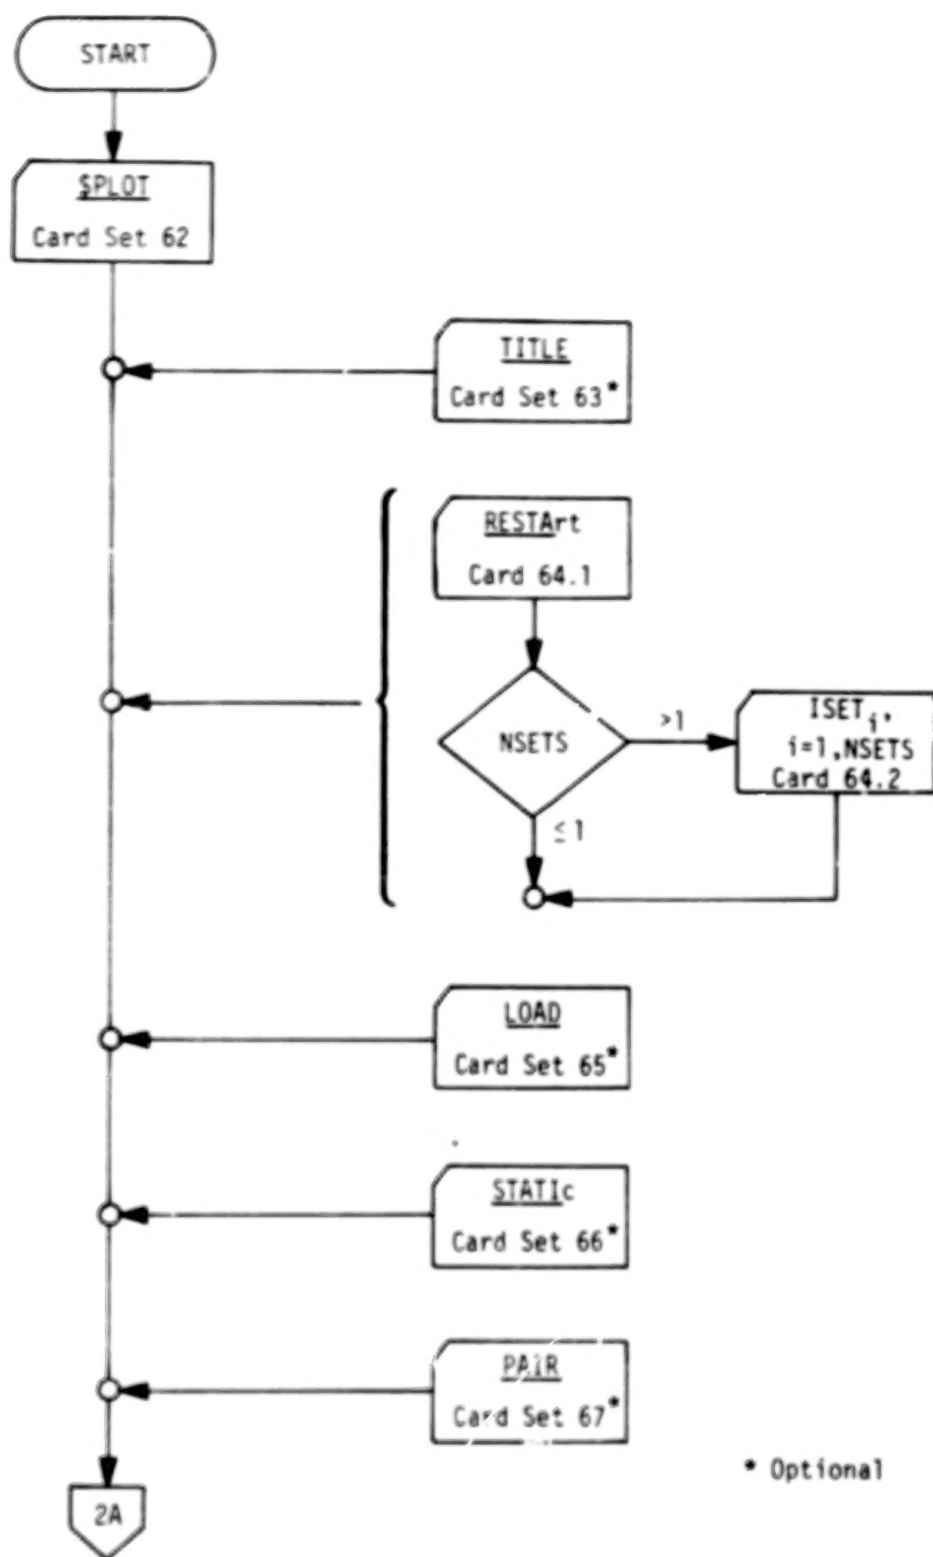 START
$PLOT
Card Set 62
TITLE
Card Set 63*
RESTArt
Card 64.1
NSETS
>1
ISETi,
i=1,NSETS
Card 64.2
≤1
LOAD
Card Set 65*
STATIc
Card Set 66*
PAIR
Card Set 67*
* Optional
2A